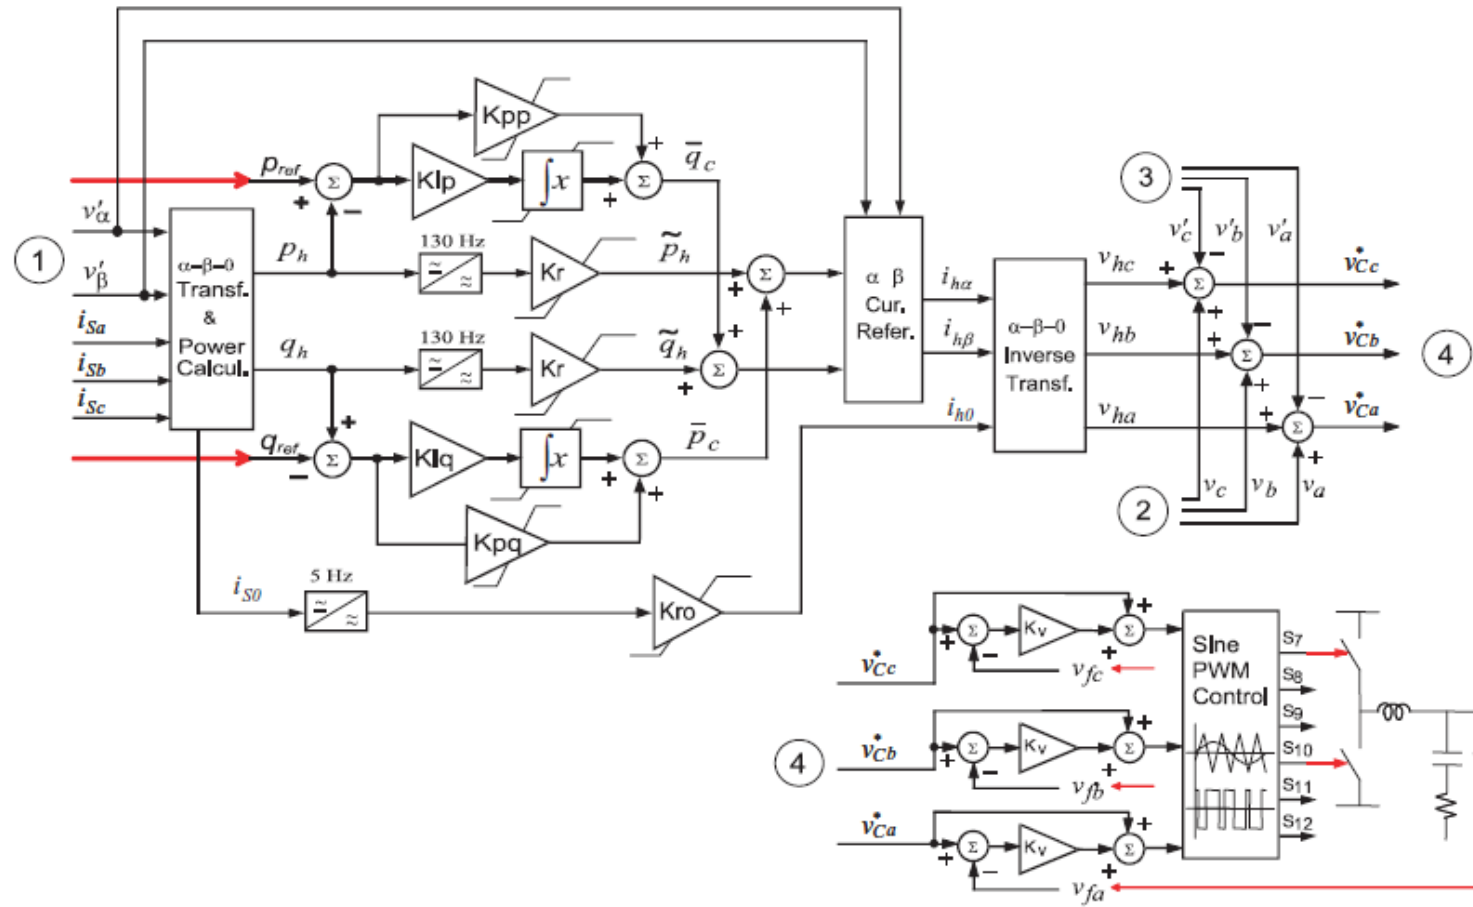 Kpp
+
q̄c
pref
Σ
KIp
∫x
Σ
+
−
+
3
v'α
1
v'β
α−β−0
Transf.
&
Power
Calcul.
ph
130 Hz
Kr
p̃h
Σ
+
+
α β
Cur.
Refer.
ihα
ihβ
ih0
α−β−0
Inverse
Transf.
v'c
v'b
v'a
vhc
+
Σ
−
+
v*Cc
iSa
iSb
iSc
qh
130 Hz
Kr
q̃h
+
+
Σ
vhb
+
Σ
−
+
v*Cb
4
vha
+
Σ
−
+
v*Ca
qref
+
Σ
−
KIq
∫x
+
Σ
+
p̄c
Kpq
2
vc
vb
va
iS0
5 Hz
Kro
v*Cc
+
Σ
−
Kv
+
Σ
+
vfc
SIne
PWM
Control
S7
S8
S9
S10
S11
S12
4
v*Cb
+
Σ
−
Kv
+
Σ
+
vfb
v*Ca
+
Σ
−
Kv
+
Σ
+
vfa